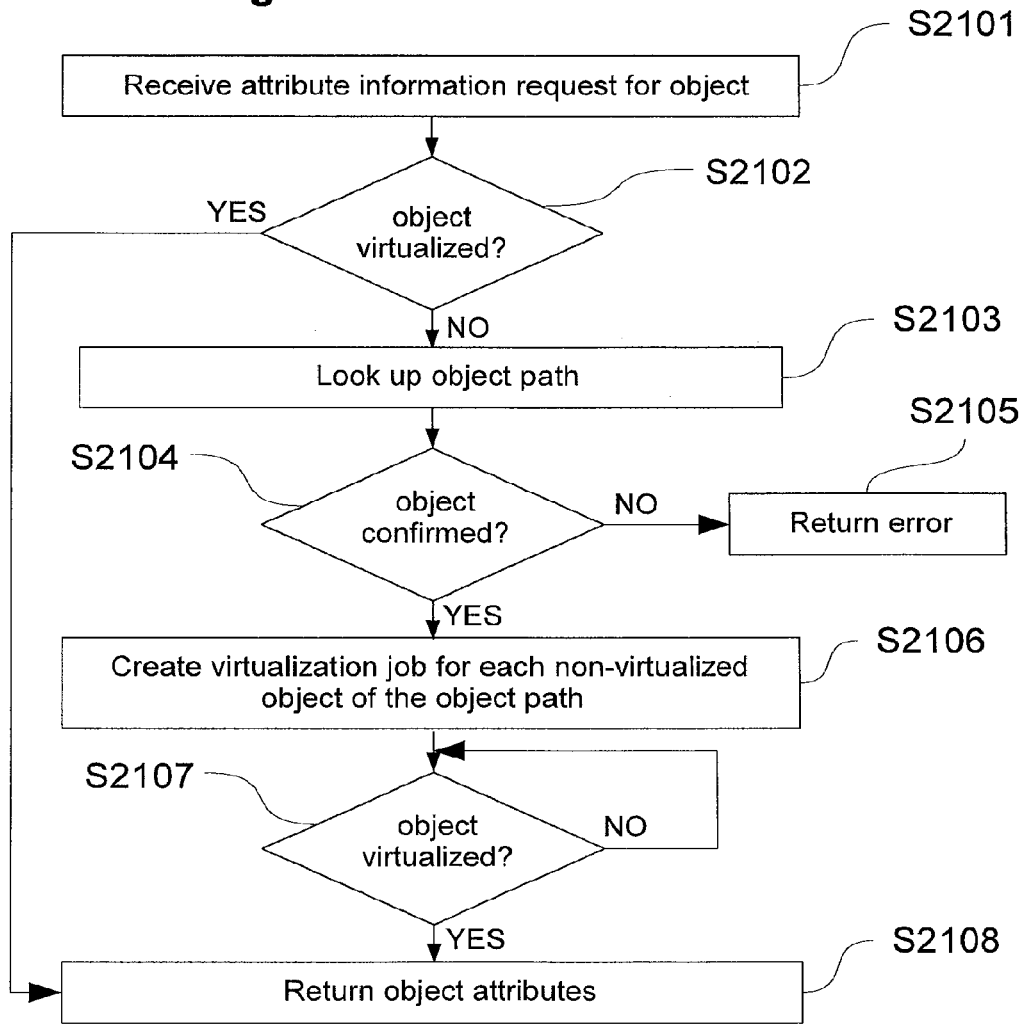 S2101
Receive attribute information request for object
S2102
YES
object
virtualized?
NO
S2103
Look up object path
S2105
S2104
object
confirmed?
NO
Return error
YES
S2106
Create virtualization job for each non-virtualized
object of the object path
S2107
object
virtualized?
NO
YES
S2108
Return object attributes